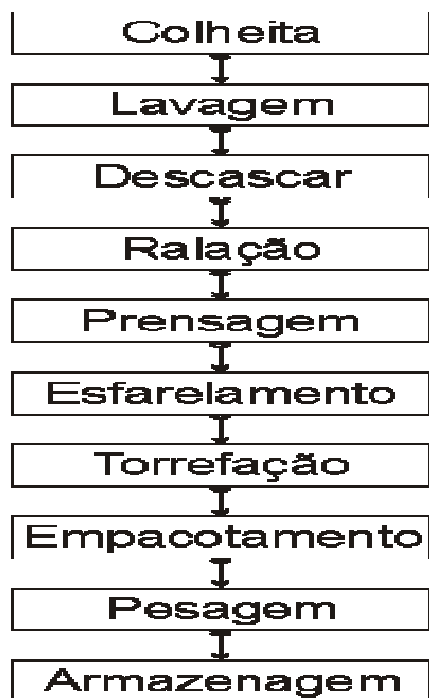 Colheita
Lavagem
Descascar
Ralação
Prensagem
Esfarelamento
Torrefação
Empacotamento
Pesagem
Armazenagem